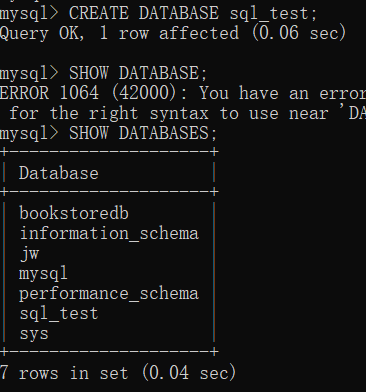 mysql> CREATE DATABASE sql_test;
Query OK, 1 row affected (0.06 sec)
mysql> SHOW DATABASE;
ERROR 1064 (42000): You have an error
for the right syntax to use near 'DA
mysql> SHOW DATABASES;
+--------------------+
| Database           |
+--------------------+
| bookstoredb        |
| information_schema |
| jw                 |
| mysql              |
| performance_schema |
| sql_test           |
| sys                |
+--------------------+
7 rows in set (0.04 sec)